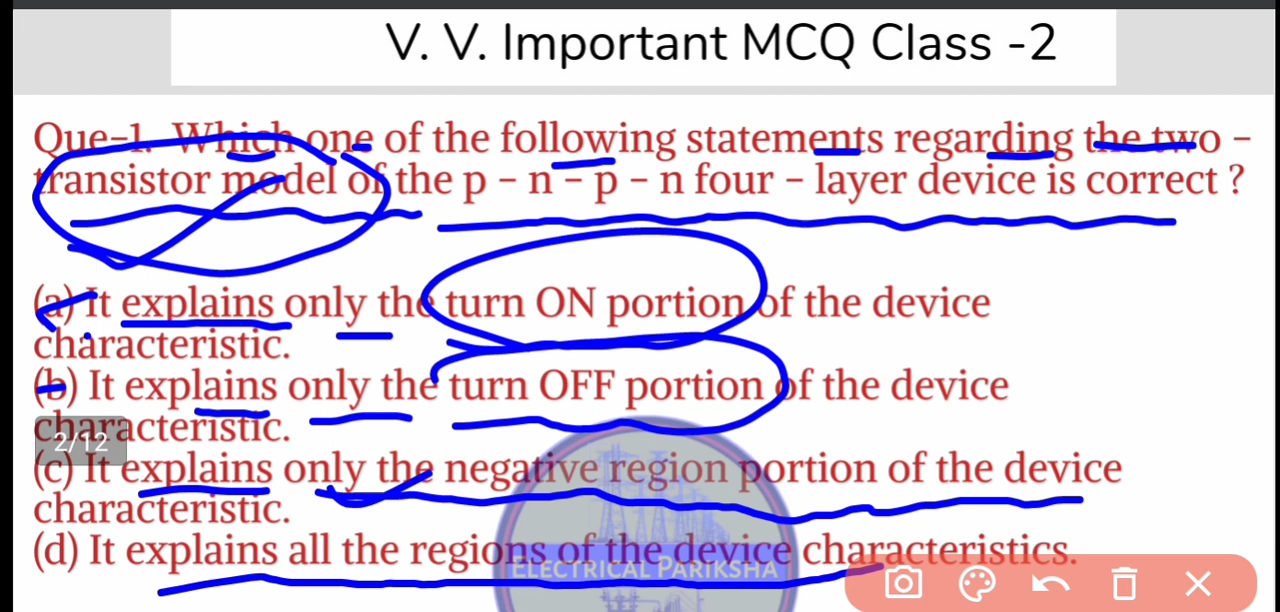 V. V. Important MCQ Class -2
Que-1. Which one of the following statements regarding the two -
transistor model of the p - n - p - n four - layer device is correct ?
(a) It explains only the turn ON portion of the device
characteristic.
(b) It explains only the turn OFF portion of the device
characteristic.
2/12
(c) It explains only the negative region portion of the device
characteristic.
(d) It explains all the regions of the device characteristics.
ELECTRICAL PARIKSHA